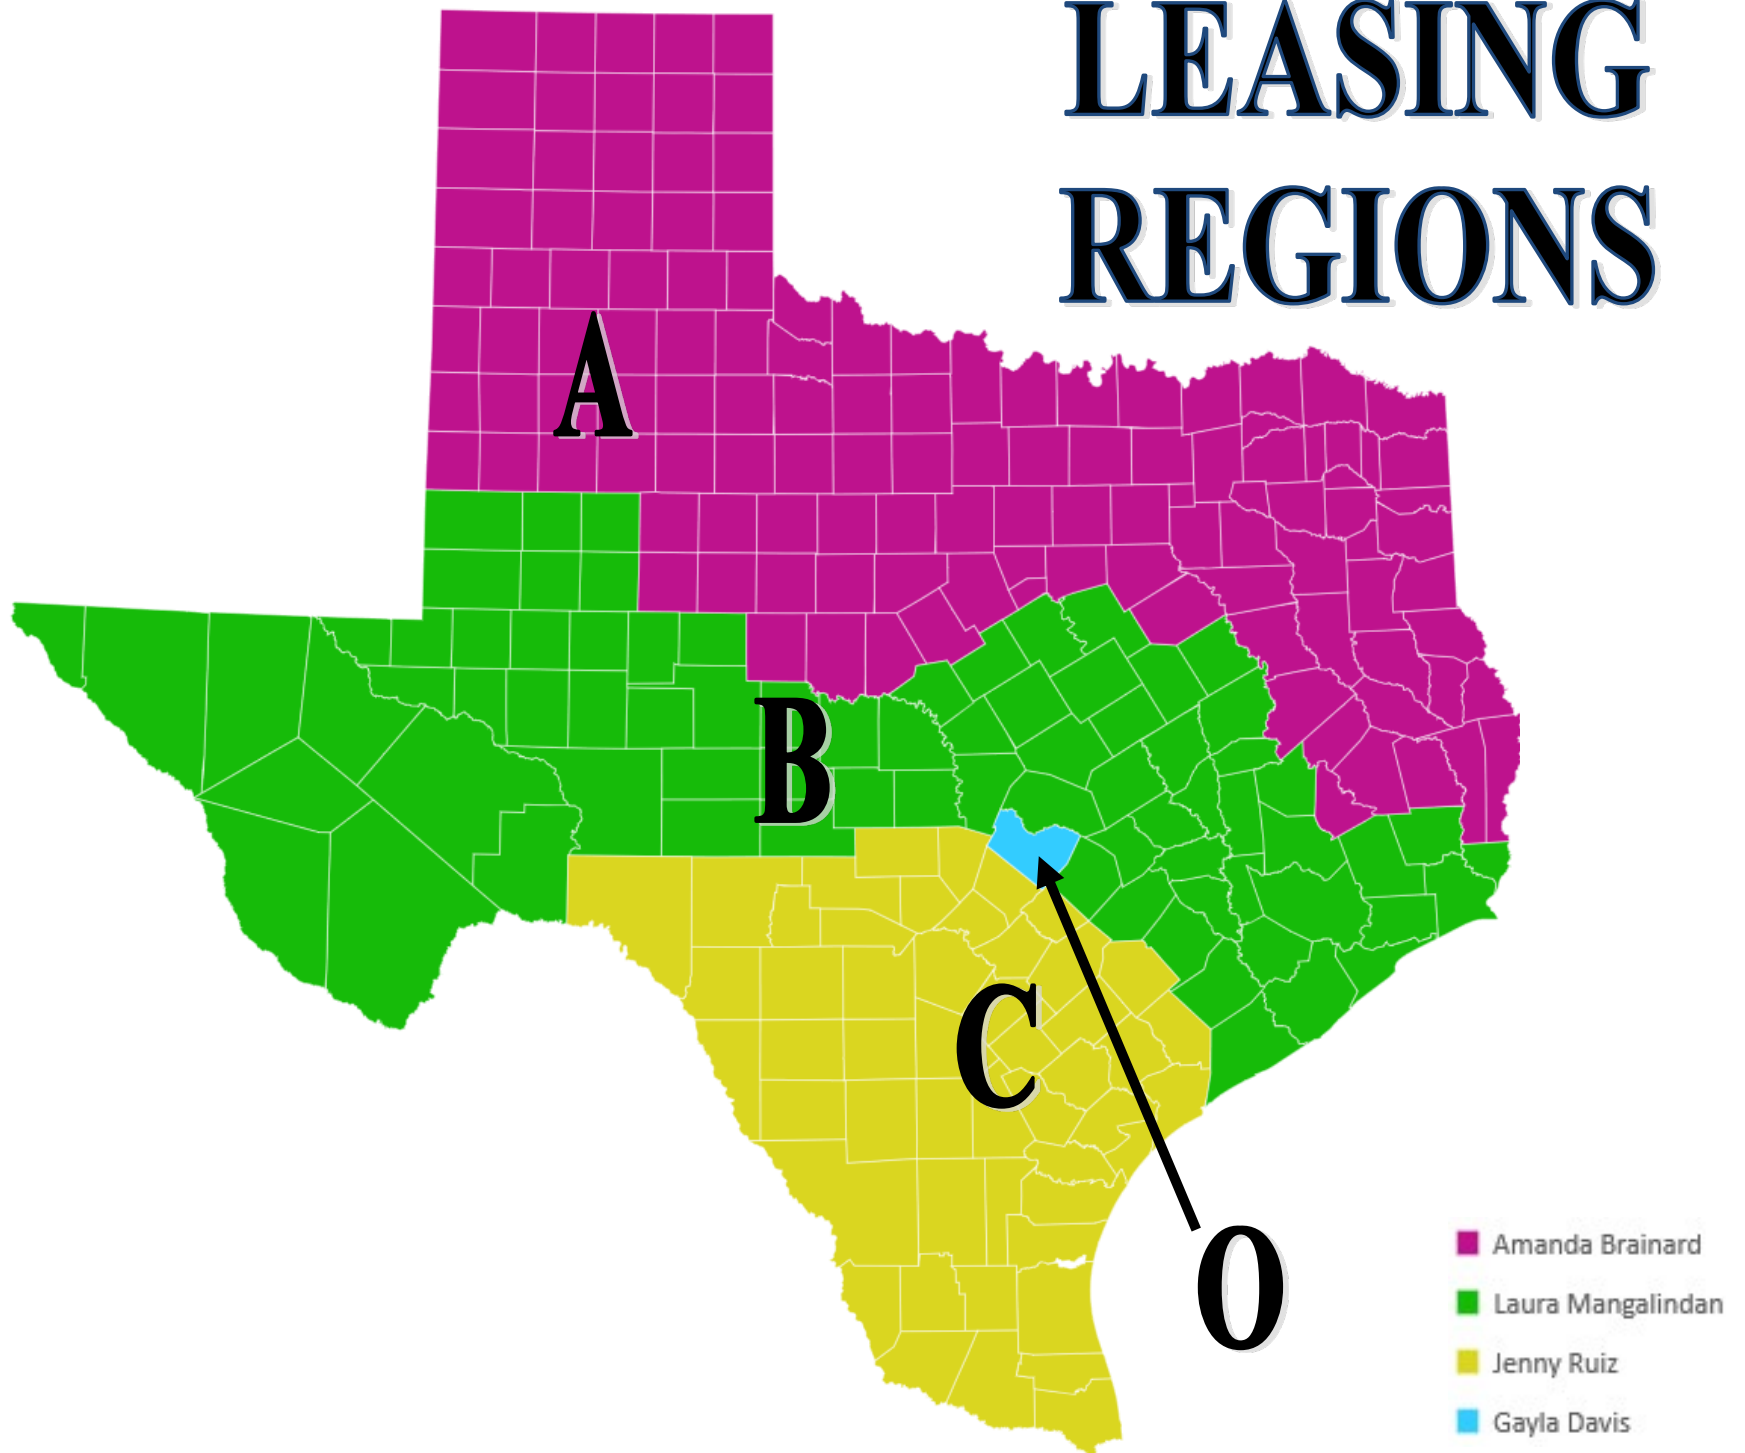 LEASING
REGIONS
A
B
C
O
Amanda Brainard
Laura Mangalindan
Jenny Ruiz
Gayla Davis